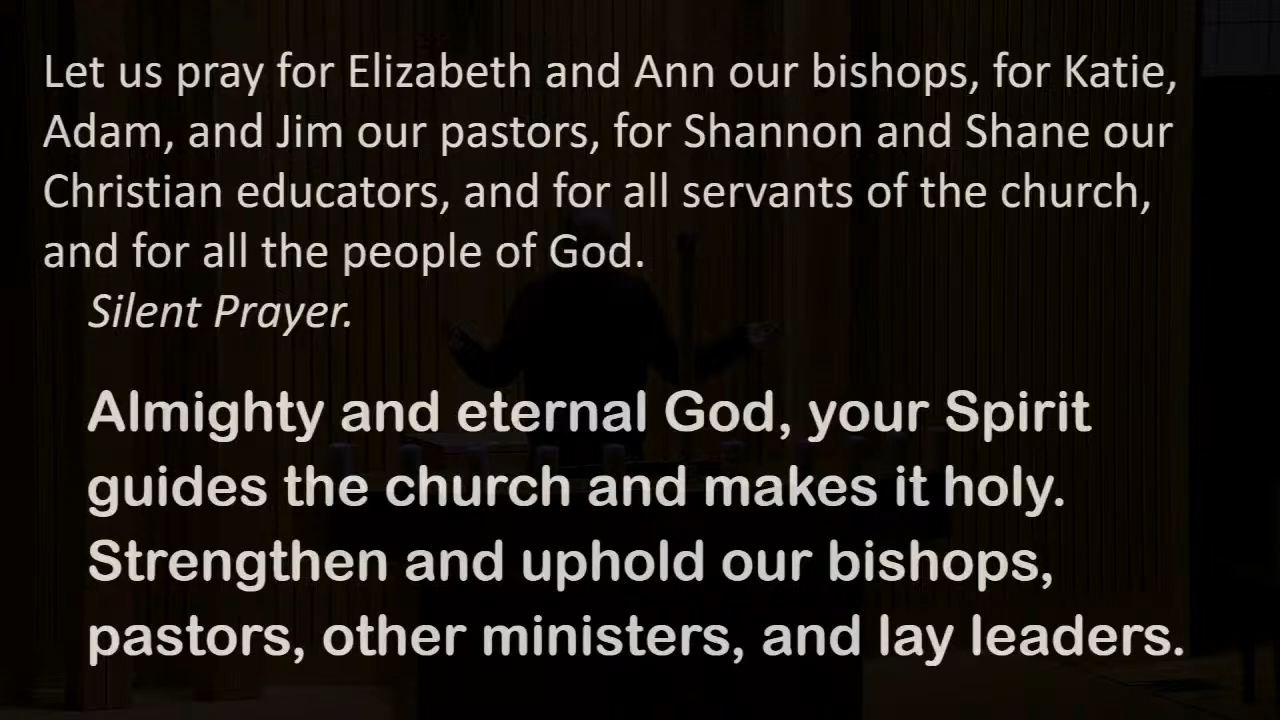 Let us pray for Elizabeth and Ann our bishops, for Katie,
Adam, and Jim our pastors, for Shannon and Shane our
Christian educators, and for all servants of the church,
and for all the people of God.
Silent Prayer.
Almighty and eternal God, your Spirit
guides the church and makes it holy.
Strengthen and uphold our bishops,
pastors, other ministers, and lay leaders.